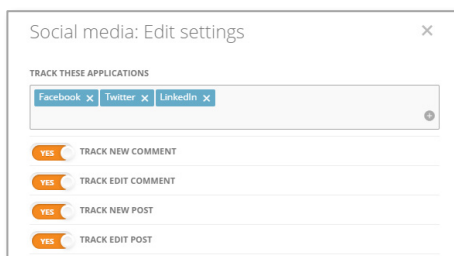 Social media: Edit settings ×
TRACK THESE APPLICATIONS
Facebook × Twitter × LinkedIn ×
YES TRACK NEW COMMENT
YES TRACK EDIT COMMENT
YES TRACK NEW POST
YES TRACK EDIT POST